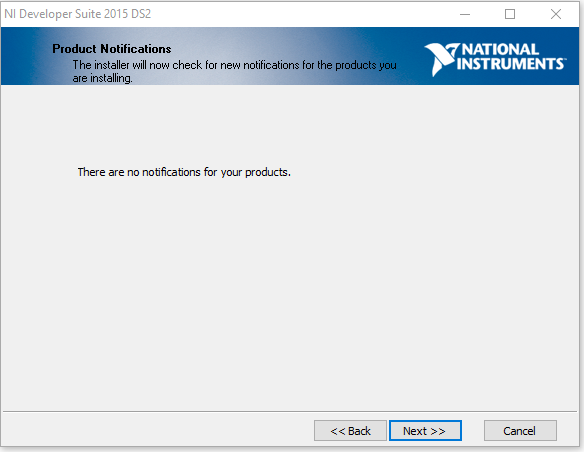 NI Developer Suite 2015 DS2
Product Notifications
The installer will now check for new notifications for the products you
are installing.
NATIONAL
INSTRUMENTS
There are no notifications for your products.
<< Back
Next >>
Cancel